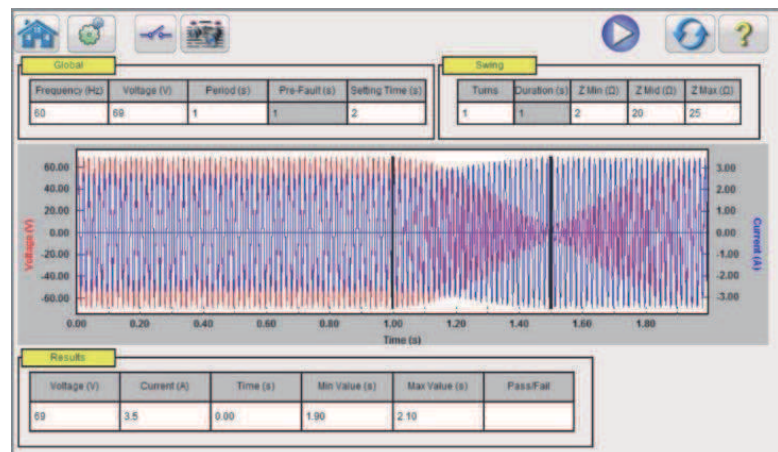 Global
Frequency (Hz) Voltage (V) Period (s) Pre-Fault (s) Setting Time (s)
60 69 1 1 2
Swing
Turns Duration (s) Z Min (Ω) Z Mid (Ω) Z Max (Ω)
1 1 2 20 25
60.00
40.00
20.00
0.00
-20.00
-40.00
-60.00
Voltage (V)
3.00
2.00
1.00
0.00
-1.00
-2.00
-3.00
Current (A)
0.00 0.20 0.40 0.60 0.80 1.00 1.20 1.40 1.60 1.80
Time (s)
Results
Voltage (V) Current (A) Time (s) Min Value (s) Max Value (s) Pass/Fail
69 3.5 0.00 1.90 2.10